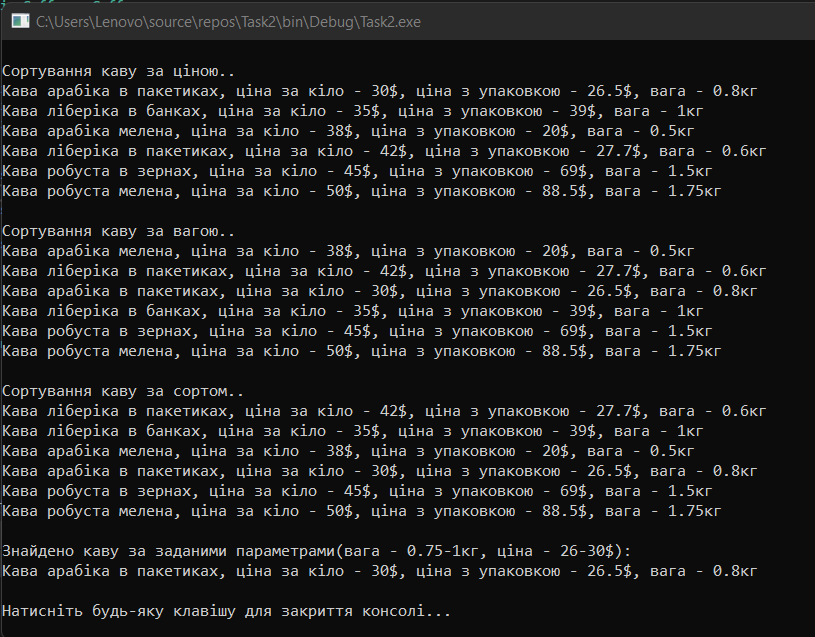 C:\Users\Lenovo\source\repos\Task2\bin\Debug\Task2.exe
Сортування каву за ціною..
Кава арабіка в пакетиках, ціна за кіло - 30$, ціна з упаковкою - 26.5$, вага - 0.8кг
Кава ліберіка в банках, ціна за кіло - 35$, ціна з упаковкою - 39$, вага - 1кг
Кава арабіка мелена, ціна за кіло - 38$, ціна з упаковкою - 20$, вага - 0.5кг
Кава ліберіка в пакетиках, ціна за кіло - 42$, ціна з упаковкою - 27.7$, вага - 0.6кг
Кава робуста в зернах, ціна за кіло - 45$, ціна з упаковкою - 69$, вага - 1.5кг
Кава робуста мелена, ціна за кіло - 50$, ціна з упаковкою - 88.5$, вага - 1.75кг
Сортування каву за вагою..
Кава арабіка мелена, ціна за кіло - 38$, ціна з упаковкою - 20$, вага - 0.5кг
Кава ліберіка в пакетиках, ціна за кіло - 42$, ціна з упаковкою - 27.7$, вага - 0.6кг
Кава арабіка в пакетиках, ціна за кіло - 30$, ціна з упаковкою - 26.5$, вага - 0.8кг
Кава ліберіка в банках, ціна за кіло - 35$, ціна з упаковкою - 39$, вага - 1кг
Кава робуста в зернах, ціна за кіло - 45$, ціна з упаковкою - 69$, вага - 1.5кг
Кава робуста мелена, ціна за кіло - 50$, ціна з упаковкою - 88.5$, вага - 1.75кг
Сортування каву за сортом..
Кава ліберіка в пакетиках, ціна за кіло - 42$, ціна з упаковкою - 27.7$, вага - 0.6кг
Кава ліберіка в банках, ціна за кіло - 35$, ціна з упаковкою - 39$, вага - 1кг
Кава арабіка мелена, ціна за кіло - 38$, ціна з упаковкою - 20$, вага - 0.5кг
Кава арабіка в пакетиках, ціна за кіло - 30$, ціна з упаковкою - 26.5$, вага - 0.8кг
Кава робуста в зернах, ціна за кіло - 45$, ціна з упаковкою - 69$, вага - 1.5кг
Кава робуста мелена, ціна за кіло - 50$, ціна з упаковкою - 88.5$, вага - 1.75кг
Знайдено каву за заданими параметрами(вага - 0.75-1кг, ціна - 26-30$):
Кава арабіка в пакетиках, ціна за кіло - 30$, ціна з упаковкою - 26.5$, вага - 0.8кг
Натисніть будь-яку клавішу для закриття консолі...